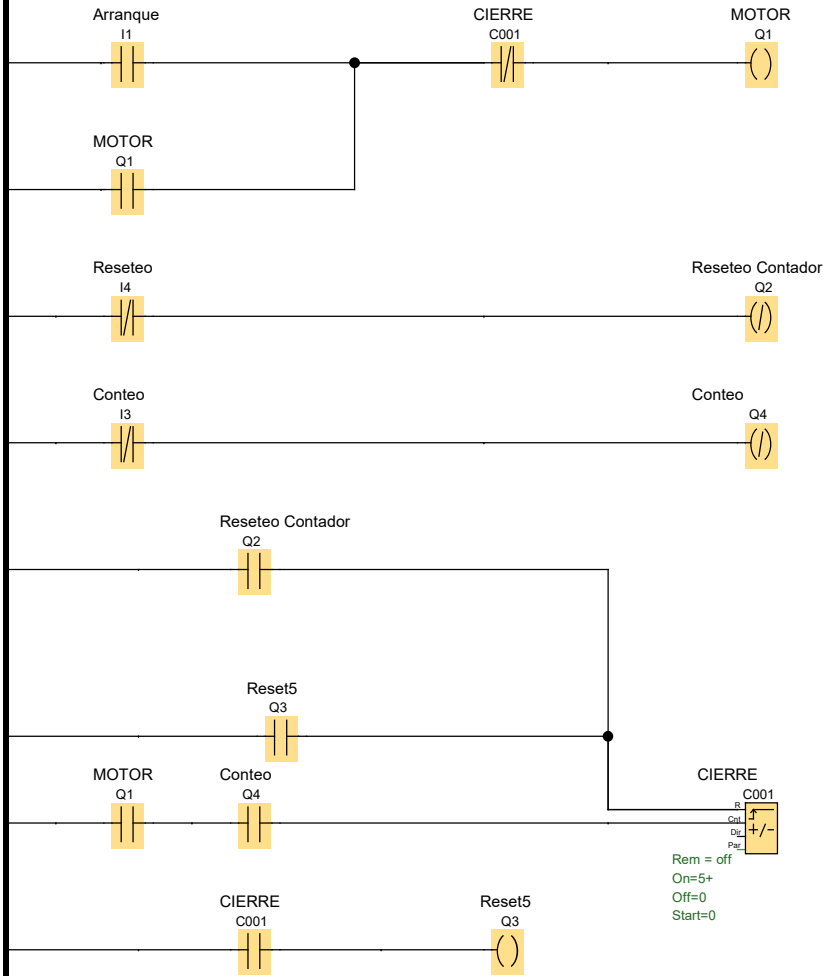 Arranque
I1
CIERRE
C001
MOTOR
Q1
MOTOR
Q1
Reseteo
I4
Reseteo Contador
Q2
Conteo
I3
Conteo
Q4
Reseteo Contador
Q2
Reset5
Q3
MOTOR
Q1
Conteo
Q4
CIERRE
C001
R
Cnt
Dir
Par
+/-
Rem = off
On=5+
Off=0
Start=0
CIERRE
C001
Reset5
Q3